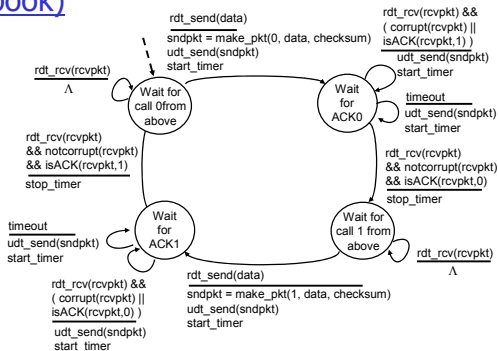 book)
rdt_send(data)
sndpkt = make_pkt(0, data, checksum)
udt_send(sndpkt)
start_timer
rdt_rcv(rcvpkt) &&
( corrupt(rcvpkt) ||
isACK(rcvpkt,1) )
udt_send(sndpkt)
start_timer
rdt_rcv(rcvpkt)
Λ
Wait for
call 0from
above
Wait
for
ACK0
timeout
udt_send(sndpkt)
start_timer
rdt_rcv(rcvpkt)
&& notcorrupt(rcvpkt)
&& isACK(rcvpkt,1)
stop_timer
rdt_rcv(rcvpkt)
&& notcorrupt(rcvpkt)
&& isACK(rcvpkt,0)
stop_timer
timeout
udt_send(sndpkt)
start_timer
Wait
for
ACK1
Wait for
call 1 from
above
rdt_rcv(rcvpkt)
Λ
rdt_send(data)
sndpkt = make_pkt(1, data, checksum)
udt_send(sndpkt)
start_timer
rdt_rcv(rcvpkt) &&
( corrupt(rcvpkt) ||
isACK(rcvpkt,0) )
udt_send(sndpkt)
start_timer